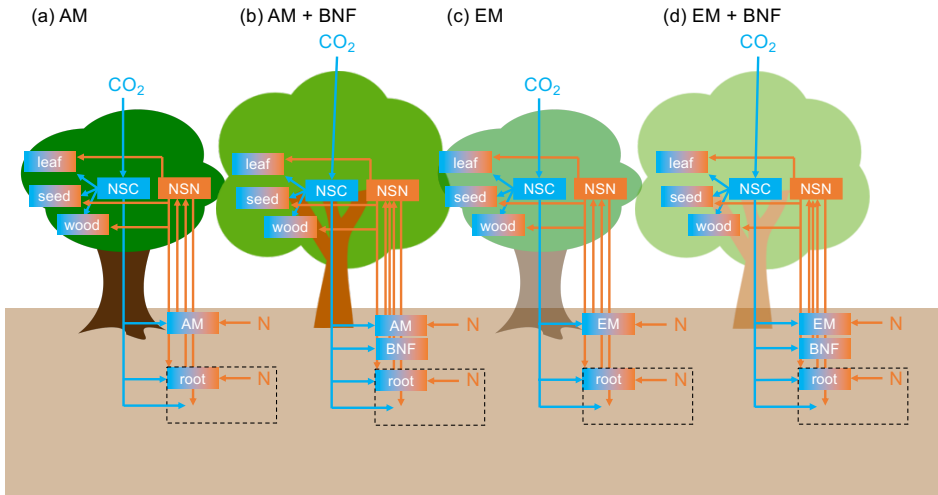 (a) AM
CO₂
leaf
NSC
NSN
seed
wood
AM
N
root
N
(b) AM + BNF
CO₂
leaf
NSC
NSN
seed
wood
AM
N
BNF
root
N
(c) EM
CO₂
leaf
NSC
NSN
seed
wood
EM
N
root
N
(d) EM + BNF
CO₂
leaf
NSC
NSN
seed
wood
EM
N
BNF
root
N